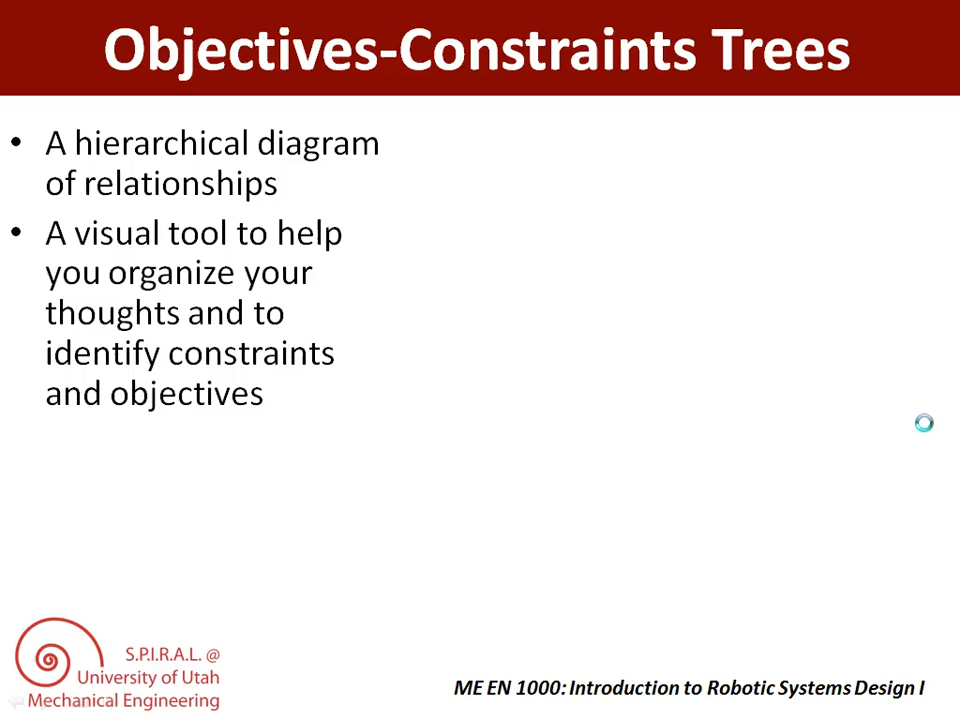 Objectives-Constraints Trees
• A hierarchical diagram
of relationships
• A visual tool to help
you organize your
thoughts and to
identify constraints
and objectives
S.P.I.R.A.L. @
University of Utah
Mechanical Engineering
ME EN 1000: Introduction to Robotic Systems Design I